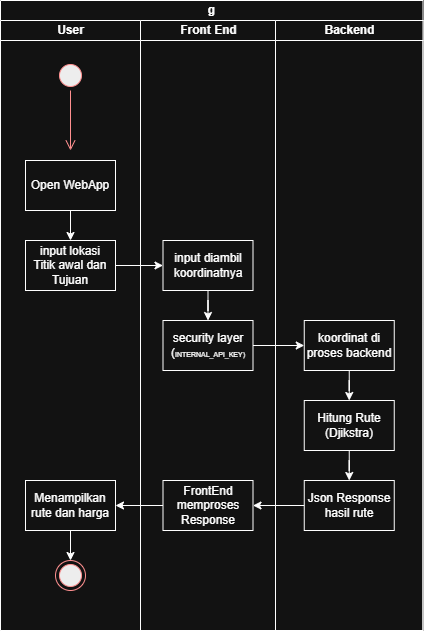 g
User
Front End
Backend
Open WebApp
input lokasi
Titik awal dan
Tujuan
input diambil
koordinatnya
security layer
(INTERNAL_API_KEY)
koordinat di
proses backend
Hitung Rute
(Djikstra)
Json Response
hasil rute
FrontEnd
memproses
Response
Menampilkan
rute dan harga